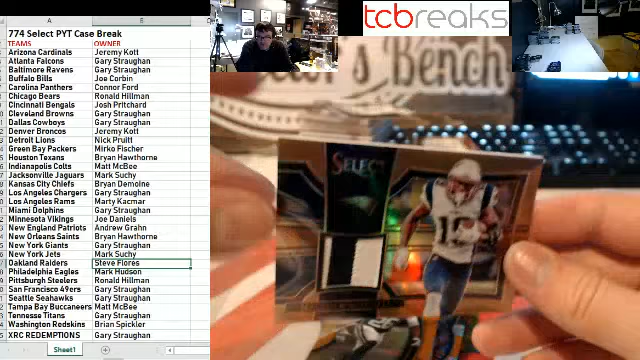 tcbreaks
Bench
774 Select PYT Case Break
TEAMS OWNER
Arizona Cardinals Jeremy Kott
Atlanta Falcons Gary Straughan
Baltimore Ravens Gary Straughan
Buffalo Bills Joe Corbin
Carolina Panthers Connor Ford
Chicago Bears Ronald Hillman
Cincinnati Bengals Josh Pritchard
Cleveland Browns Gary Straughan
Dallas Cowboys Gary Straughan
Denver Broncos Jeremy Kott
Detroit Lions Nick Pruitt
Green Bay Packers Mirko Fischer
Houston Texans Bryan Hawthorne
Indianapolis Colts Matt McBee
Jacksonville Jaguars Mark Suchy
Kansas City Chiefs Bryan Demoine
Los Angeles Chargers Gary Straughan
Los Angeles Rams Marty Kacmar
Miami Dolphins Gary Straughan
Minnesota Vikings Joe Daniels
New England Patriots Andrew Grahn
New Orleans Saints Bryan Hawthorne
New York Giants Gary Straughan
New York Jets Mark Suchy
Oakland Raiders Steve Flores
Philadelphia Eagles Mark Hudson
Pittsburgh Steelers Ronald Hillman
San Francisco 49ers Gary Straughan
Seattle Seahawks Gary Straughan
Tampa Bay Buccaneers Matt McBee
Tennessee Titans Gary Straughan
Washington Redskins Brian Spickler
XRC REDEMPTIONS Gary Straughan
Sheet1
SELECT